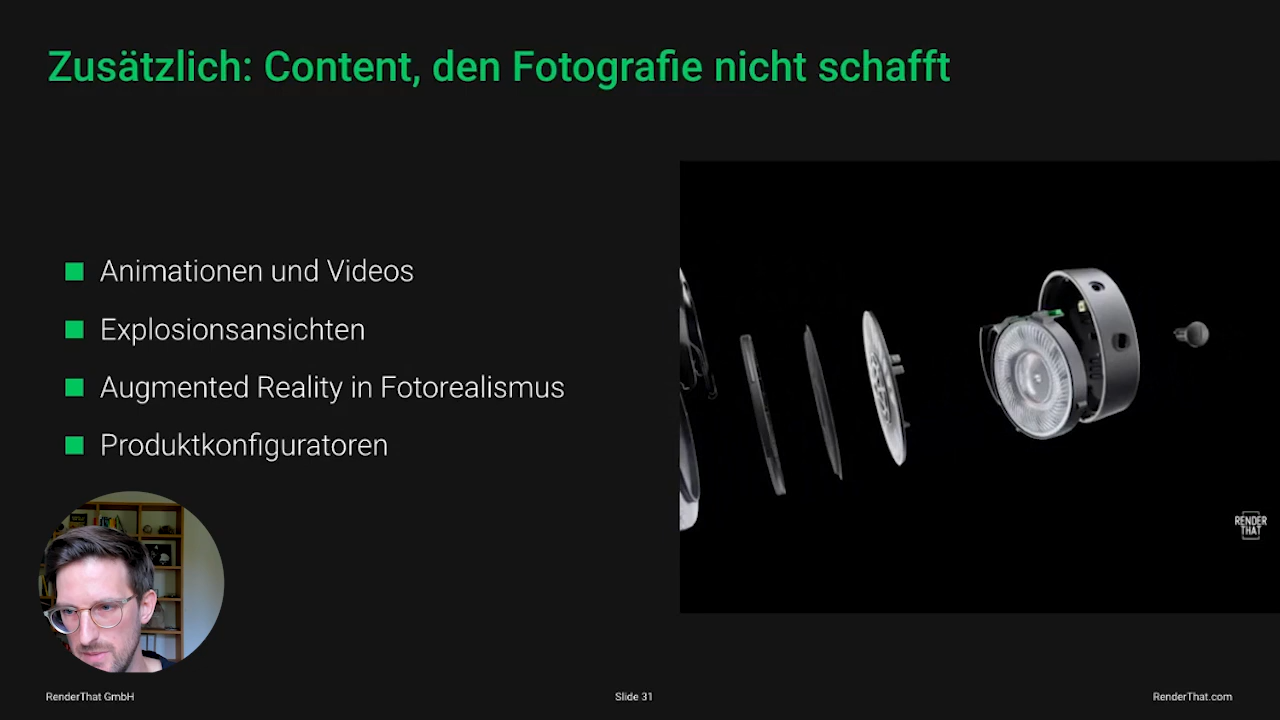 Zusätzlich: Content, den Fotografie nicht schafft
Animationen und Videos
Explosionsansichten
Augmented Reality in Fotorealismus
Produktkonfiguratoren
RENDER
THAT
RenderThat GmbH
Slide 31
RenderThat.com